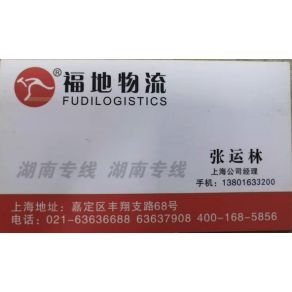 ®福地物流
FUDILOGISTICS
湖南专线 湖南专线
张运林
上海公司经理
手机：13801633200
上海地址：嘉定区丰翔支路68号
电话：021-63636688 63637908 400-168-5856